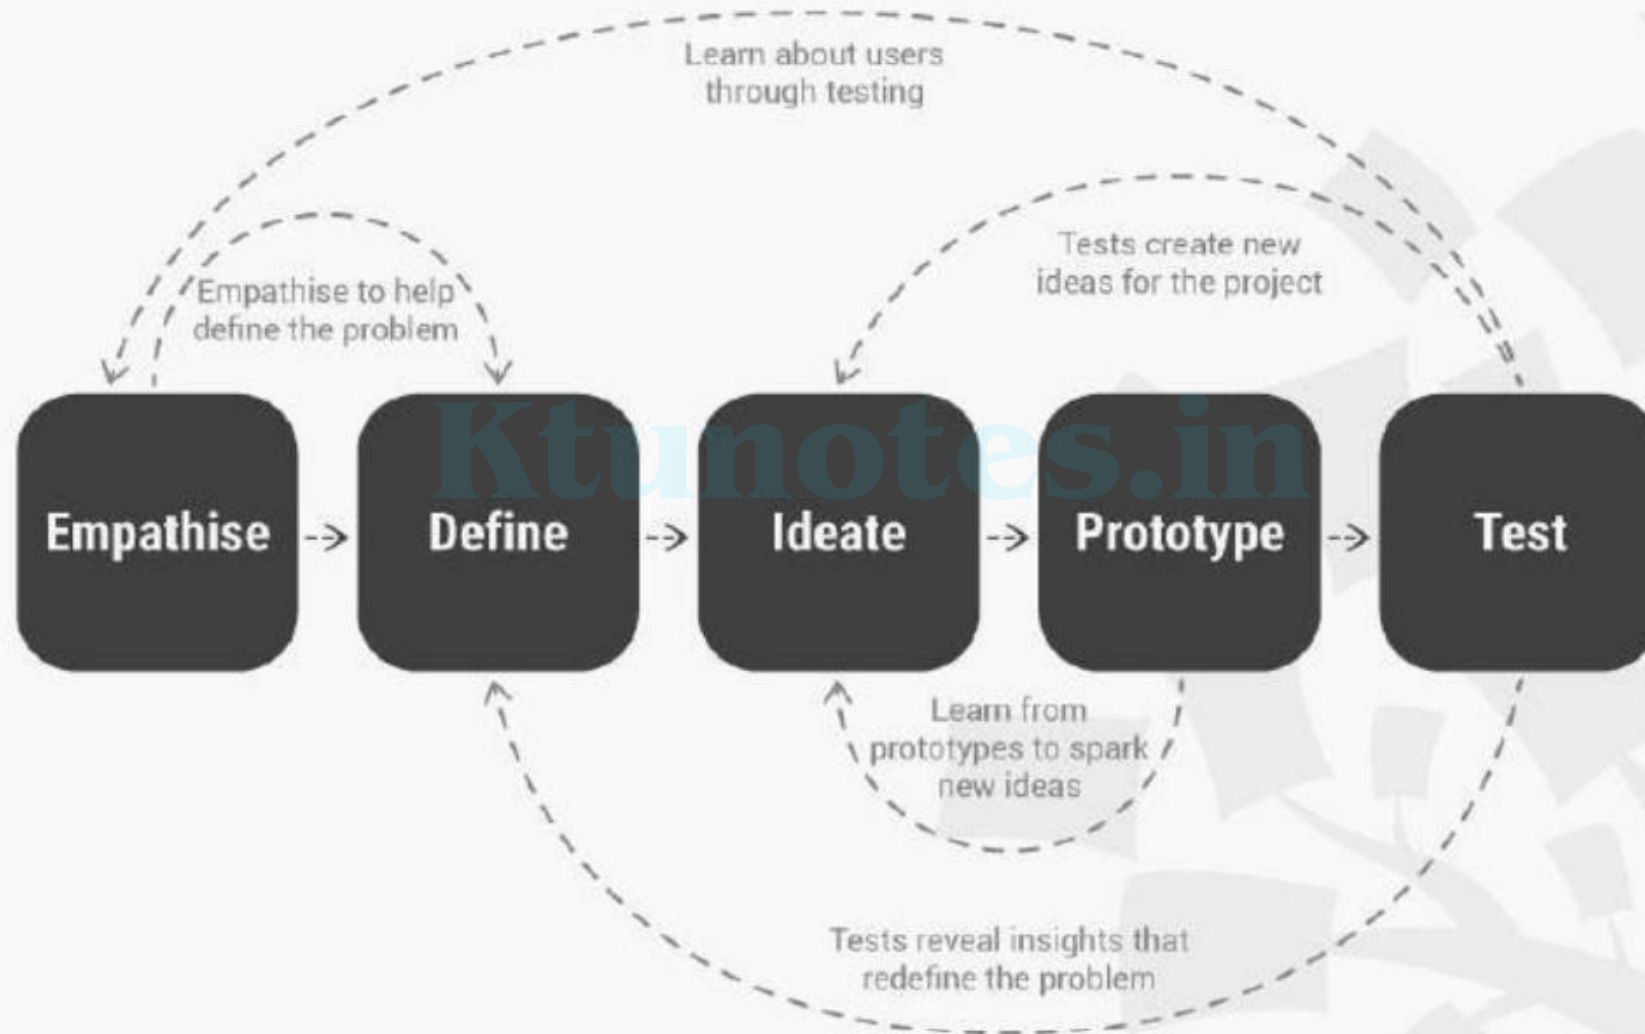 Learn about users
through testing
Tests create new
ideas for the project
Empathise to help
define the problem
Ktunotes.in
Empathise
Define
Ideate
Prototype
Test
Learn from
prototypes to spark
new ideas
Tests reveal insights that
redefine the problem